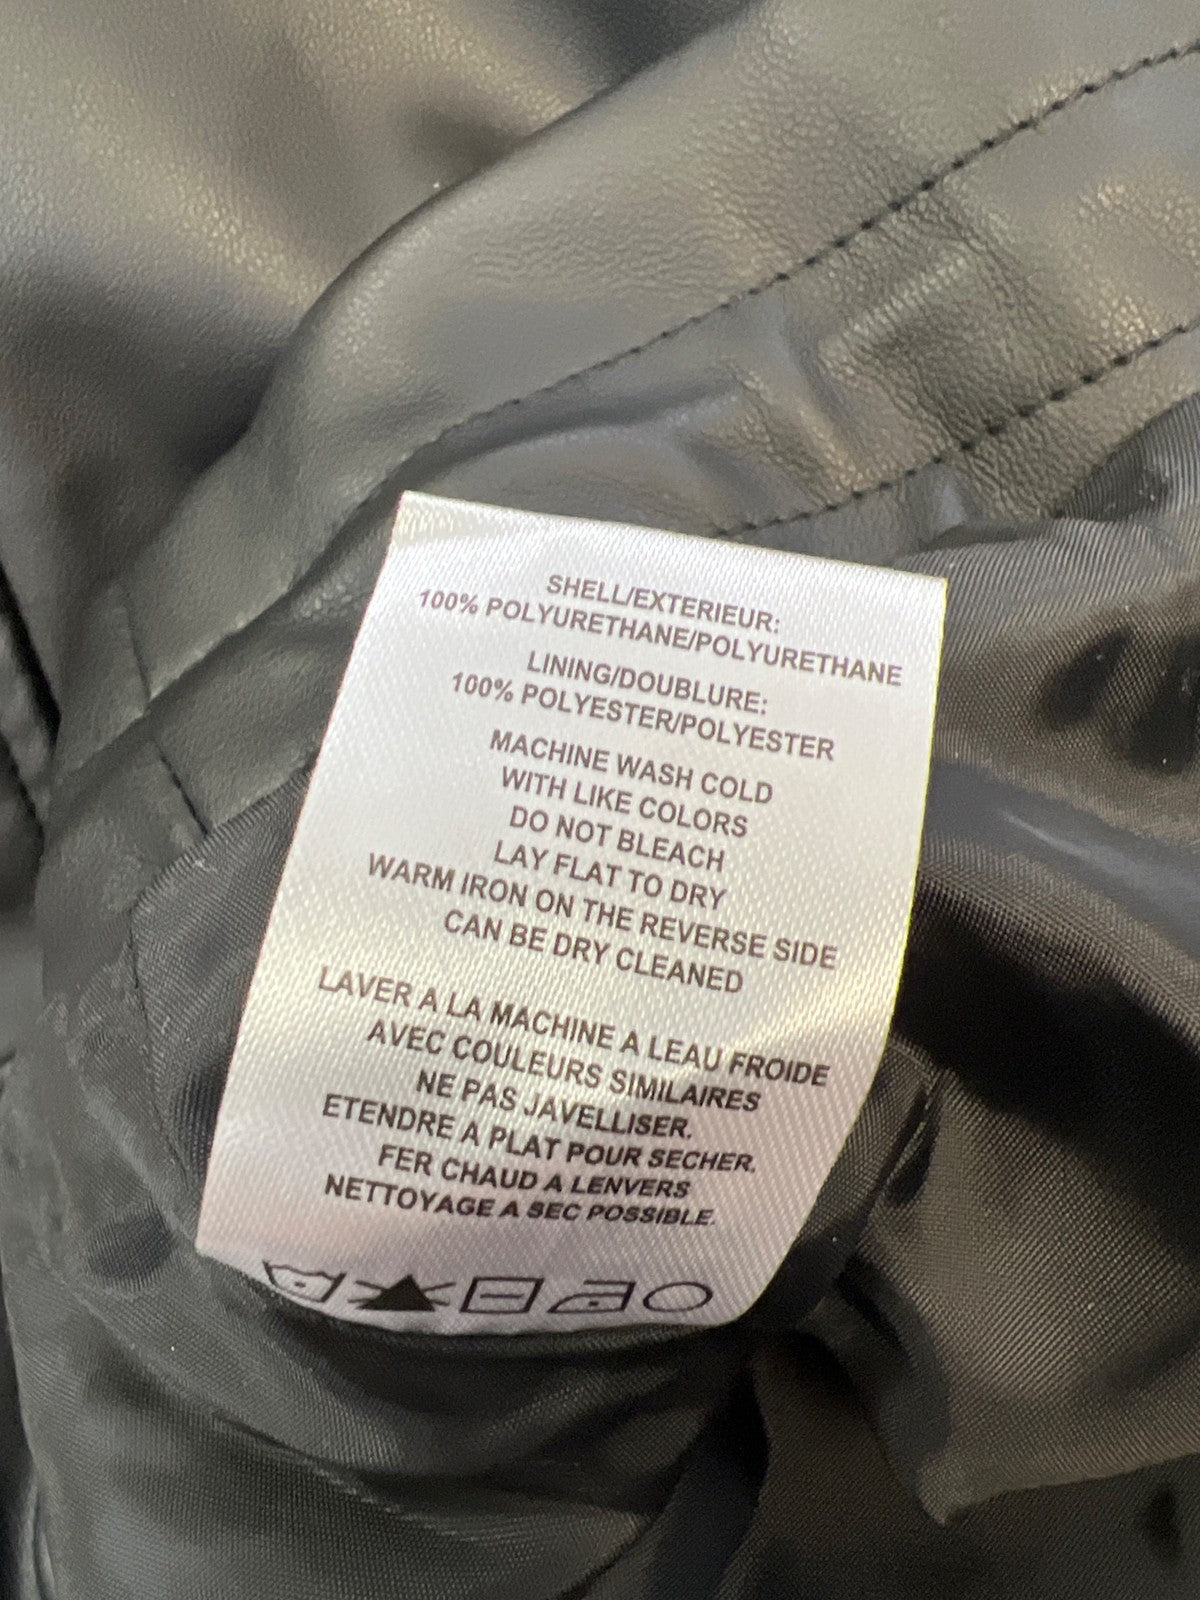 SHELL/EXTERIEUR:
100% POLYURETHANE/POLYURETHANE
LINING/DOUBLURE:
100% POLYESTER/POLYESTER
MACHINE WASH COLD
WITH LIKE COLORS
DO NOT BLEACH
LAY FLAT TO DRY
WARM IRON ON THE REVERSE SIDE
CAN BE DRY CLEANED
LAVER A LA MACHINE A LEAU FROIDE
AVEC COULEURS SIMILAIRES
NE PAS JAVELLISER.
ETENDRE A PLAT POUR SECHER.
FER CHAUD A LENVERS
NETTOYAGE A SEC POSSIBLE.